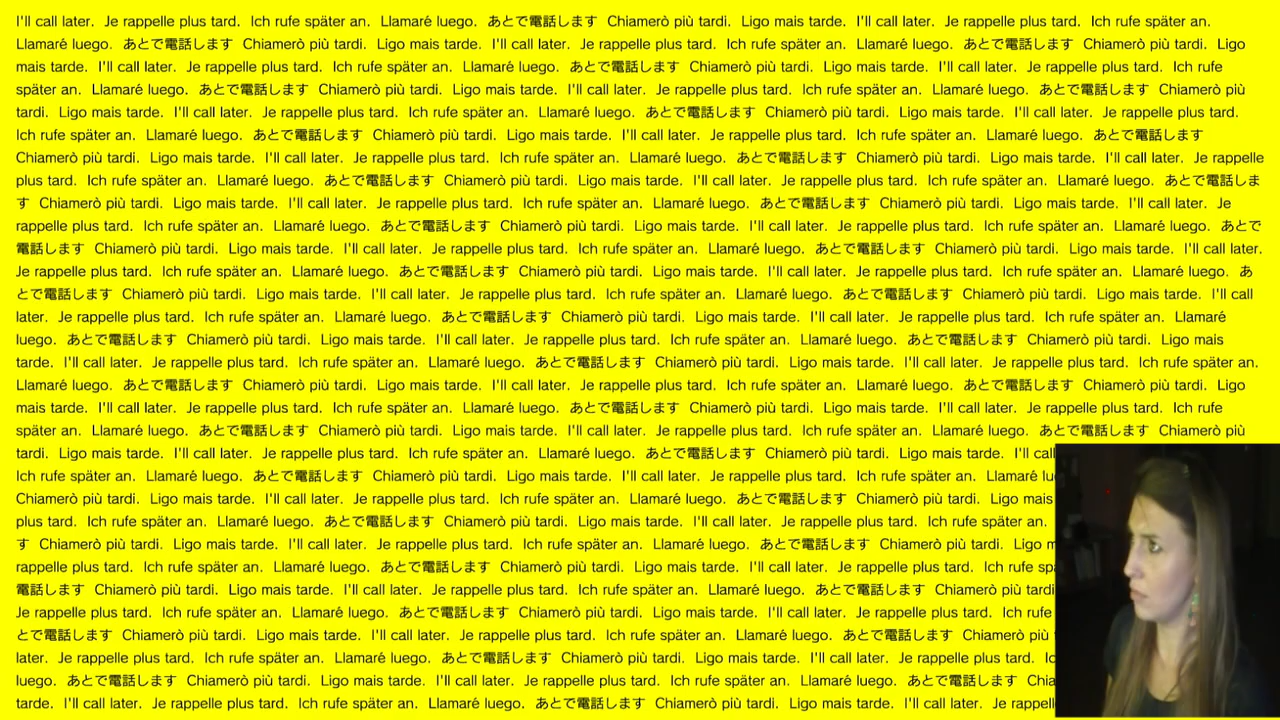 I'll call later. Je rappelle plus tard. Ich rufe später an. Llamaré luego. あとで電話します Chiamerò più tardi. Ligo mais tarde. I'll call later. Je rappelle plus tard. Ich rufe später an.
Llamaré luego. あとで電話します Chiamerò più tardi. Ligo mais tarde. I'll call later. Je rappelle plus tard. Ich rufe später an. Llamaré luego. あとで電話します Chiamerò più tardi. Ligo
mais tarde. I'll call later. Je rappelle plus tard. Ich rufe später an. Llamaré luego. あとで電話します Chiamerò più tardi. Ligo mais tarde. I'll call later. Je rappelle plus tard. Ich rufe
später an. Llamaré luego. あとで電話します Chiamerò più tardi. Ligo mais tarde. I'll call later. Je rappelle plus tard. Ich rufe später an. Llamaré luego. あとで電話します Chiamerò più
tardi. Ligo mais tarde. I'll call later. Je rappelle plus tard. Ich rufe später an. Llamaré luego. あとで電話します Chiamerò più tardi. Ligo mais tarde. I'll call later. Je rappelle plus tard.
Ich rufe später an. Llamaré luego. あとで電話します Chiamerò più tardi. Ligo mais tarde. I'll call later. Je rappelle plus tard. Ich rufe später an. Llamaré luego. あとで電話します
Chiamerò più tardi. Ligo mais tarde. I'll call later. Je rappelle plus tard. Ich rufe später an. Llamaré luego. あとで電話します Chiamerò più tardi. Ligo mais tarde. I'll call later. Je rappelle
plus tard. Ich rufe später an. Llamaré luego. あとで電話します Chiamerò più tardi. Ligo mais tarde. I'll call later. Je rappelle plus tard. Ich rufe später an. Llamaré luego. あとで電話しま
す Chiamerò più tardi. Ligo mais tarde. I'll call later. Je rappelle plus tard. Ich rufe später an. Llamaré luego. あとで電話します Chiamerò più tardi. Ligo mais tarde. I'll call later. Je
rappelle plus tard. Ich rufe später an. Llamaré luego. あとで電話します Chiamerò più tardi. Ligo mais tarde. I'll call later. Je rappelle plus tard. Ich rufe später an. Llamaré luego. あとで
電話します Chiamerò più tardi. Ligo mais tarde. I'll call later. Je rappelle plus tard. Ich rufe später an. Llamaré luego. あとで電話します Chiamerò più tardi. Ligo mais tarde. I'll call later.
Je rappelle plus tard. Ich rufe später an. Llamaré luego. あとで電話します Chiamerò più tardi. Ligo mais tarde. I'll call later. Je rappelle plus tard. Ich rufe später an. Llamaré luego. あ
とで電話します Chiamerò più tardi. Ligo mais tarde. I'll call later. Je rappelle plus tard. Ich rufe später an. Llamaré luego. あとで電話します Chiamerò più tardi. Ligo mais tarde. I'll call
later. Je rappelle plus tard. Ich rufe später an. Llamaré luego. あとで電話します Chiamerò più tardi. Ligo mais tarde. I'll call later. Je rappelle plus tard. Ich rufe später an. Llamaré
luego. あとで電話します Chiamerò più tardi. Ligo mais tarde. I'll call later. Je rappelle plus tard. Ich rufe später an. Llamaré luego. あとで電話します Chiamerò più tardi. Ligo mais
tarde. I'll call later. Je rappelle plus tard. Ich rufe später an. Llamaré luego. あとで電話します Chiamerò più tardi. Ligo mais tarde. I'll call later. Je rappelle plus tard. Ich rufe später an.
Llamaré luego. あとで電話します Chiamerò più tardi. Ligo mais tarde. I'll call later. Je rappelle plus tard. Ich rufe später an. Llamaré luego. あとで電話します Chiamerò più tardi. Ligo
mais tarde. I'll call later. Je rappelle plus tard. Ich rufe später an. Llamaré luego. あとで電話します Chiamerò più tardi. Ligo mais tarde. I'll call later. Je rappelle plus tard. Ich rufe
später an. Llamaré luego. あとで電話します Chiamerò più tardi. Ligo mais tarde. I'll call later. Je rappelle plus tard. Ich rufe später an. Llamaré luego. あとで電話します Chiamerò più
tardi. Ligo mais tarde. I'll call later. Je rappelle plus tard. Ich rufe später an. Llamaré luego. あとで電話します Chiamerò più tardi. Ligo mais tarde. I'll call
Ich rufe später an. Llamaré luego. あとで電話します Chiamerò più tardi. Ligo mais tarde. I'll call later. Je rappelle plus tard. Ich rufe später an. Llamaré
Chiamerò più tardi. Ligo mais tarde. I'll call later. Je rappelle plus tard. Ich rufe später an. Llamaré luego. あとで電話します Chiamerò più tardi. Ligo mais
plus tard. Ich rufe später an. Llamaré luego. あとで電話します Chiamerò più tardi. Ligo mais tarde. I'll call later. Je rappelle plus tard. Ich rufe später an.
す Chiamerò più tardi. Ligo mais tarde. I'll call later. Je rappelle plus tard. Ich rufe später an. Llamaré luego. あとで電話します Chiamerò più tardi. Ligo
rappelle plus tard. Ich rufe später an. Llamaré luego. あとで電話します Chiamerò più tardi. Ligo mais tarde. I'll call later. Je rappelle plus tard. Ich rufe
電話します Chiamerò più tardi. Ligo mais tarde. I'll call later. Je rappelle plus tard. Ich rufe später an. Llamaré luego. あとで電話します Chiamerò più tardi
Je rappelle plus tard. Ich rufe später an. Llamaré luego. あとで電話します Chiamerò più tardi. Ligo mais tarde. I'll call later. Je rappelle plus tard. Ich rufe
とで電話します Chiamerò più tardi. Ligo mais tarde. I'll call later. Je rappelle plus tard. Ich rufe später an. Llamaré luego. あとで電話します Chiamerò più
later. Je rappelle plus tard. Ich rufe später an. Llamaré luego. あとで電話します Chiamerò più tardi. Ligo mais tarde. I'll call later. Je rappelle plus tard.
luego. あとで電話します Chiamerò più tardi. Ligo mais tarde. I'll call later. Je rappelle plus tard. Ich rufe später an. Llamaré luego. あとで電話します
tarde. I'll call later. Je rappelle plus tard. Ich rufe später an. Llamaré luego. あとで電話します Chiamerò più tardi. Ligo mais tarde. I'll call later. Je